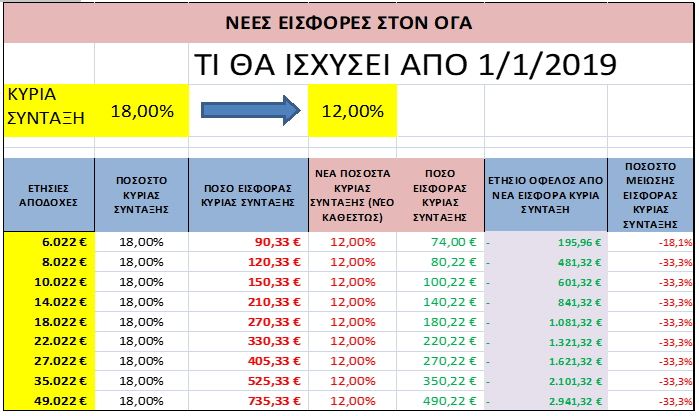 ΝΕΕΣ ΕΙΣΦΟΡΕΣ ΣΤΟΝ ΟΓΑ
ΤΙ ΘΑ ΙΣΧΥΣΕΙ ΑΠΟ 1/1/2019
ΚΥΡΙΑ
ΣΥΝΤΑΞΗ 18,00% 12,00%
ΕΤΗΣΙΕΣ ΑΠΟΔΟΧΕΣ ΠΟΣΟΣΤΟ ΚΥΡΙΑΣ ΣΥΝΤΑΞΗΣ ΠΟΣΟ ΕΙΣΦΟΡΑΣ ΚΥΡΙΑΣ ΣΥΝΤΑΞΗΣ ΝΕΑ ΠΟΣΟΣΤΑ ΚΥΡΙΑΣ ΣΥΝΤΑΞΗΣ (ΝΈΟ ΚΑΘΕΣΤΩΣ) ΠΟΣΟ ΕΙΣΦΟΡΑΣ ΚΥΡΙΑΣ ΣΥΝΤΑΞΗΣ ΕΤΗΣΙΟ ΟΦΕΛΟΣ ΑΠΟ ΝΕΑ ΕΙΣΦΟΡΑ ΚΥΡΙΑ ΣΥΝΤΑΞΗ ΠΟΣΟΣΤΟ ΜΕΙΩΣΗΣ ΕΙΣΦΟΡΑΣ ΚΥΡΙΑΣ ΣΥΝΤΑΞΗΣ
6.022 € 18,00% 90,33 € 12,00% 74,00 € - 195,96 € -18,1%
8.022 € 18,00% 120,33 € 12,00% 80,22 € - 481,32 € -33,3%
10.022 € 18,00% 150,33 € 12,00% 100,22 € - 601,32 € -33,3%
14.022 € 18,00% 210,33 € 12,00% 140,22 € - 841,32 € -33,3%
18.022 € 18,00% 270,33 € 12,00% 180,22 € - 1.081,32 € -33,3%
22.022 € 18,00% 330,33 € 12,00% 220,22 € - 1.321,32 € -33,3%
27.022 € 18,00% 405,33 € 12,00% 270,22 € - 1.621,32 € -33,3%
35.022 € 18,00% 525,33 € 12,00% 350,22 € - 2.101,32 € -33,3%
49.022 € 18,00% 735,33 € 12,00% 490,22 € - 2.941,32 € -33,3%